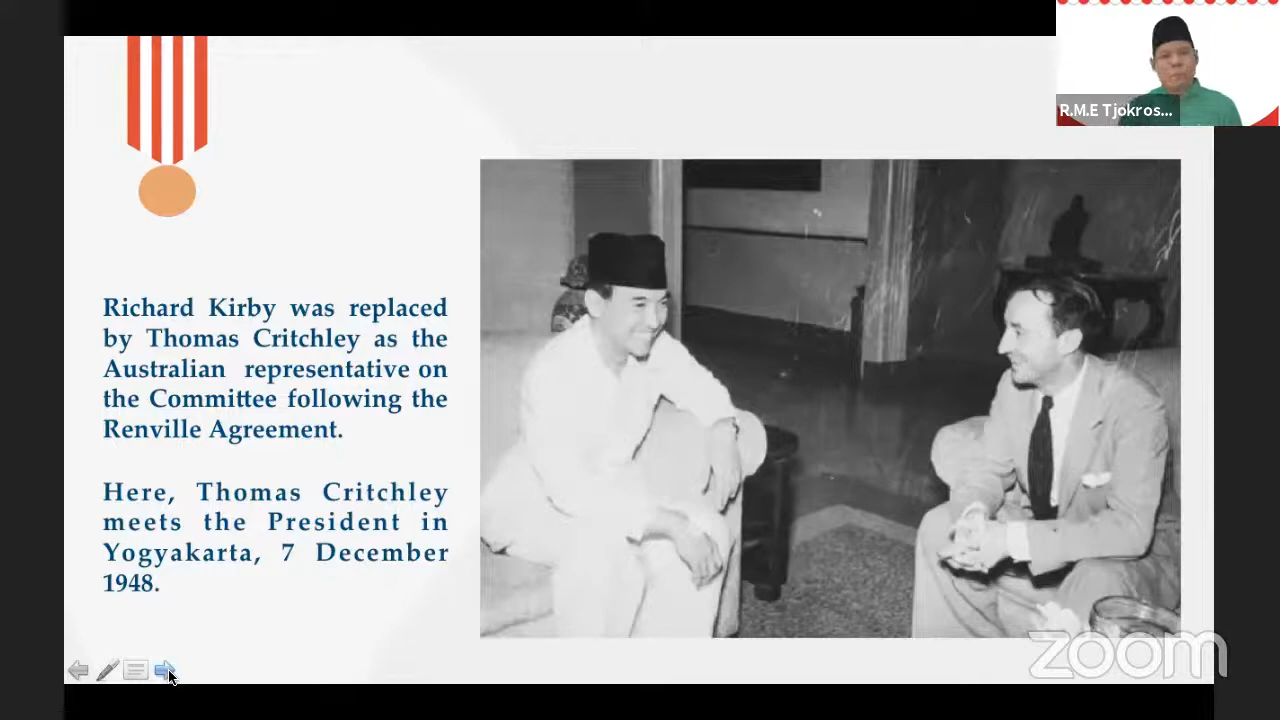 R.M.E Tjokros...
Richard Kirby was replaced
by Thomas Critchley as the
Australian representative on
the Committee following the
Renville Agreement.
Here, Thomas Critchley
meets the President in
Yogyakarta, 7 December
1948.
zoom